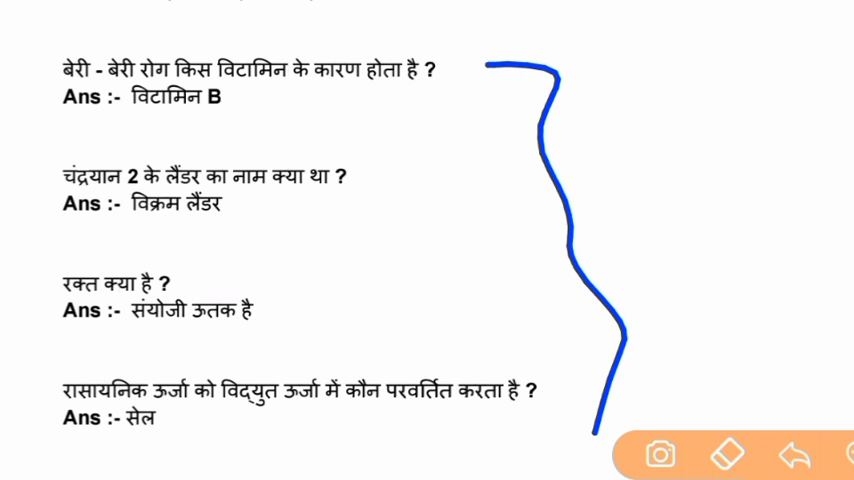 बेरी - बेरी रोग किस विटामिन के कारण होता है ?
Ans :- विटामिन B
चंद्रयान 2 के लैंडर का नाम क्या था ?
Ans :- विक्रम लैंडर
रक्त क्या है ?
Ans :- संयोजी ऊतक है
रासायनिक ऊर्जा को विद्युत ऊर्जा में कौन परवर्तित करता है ?
Ans :- सेल